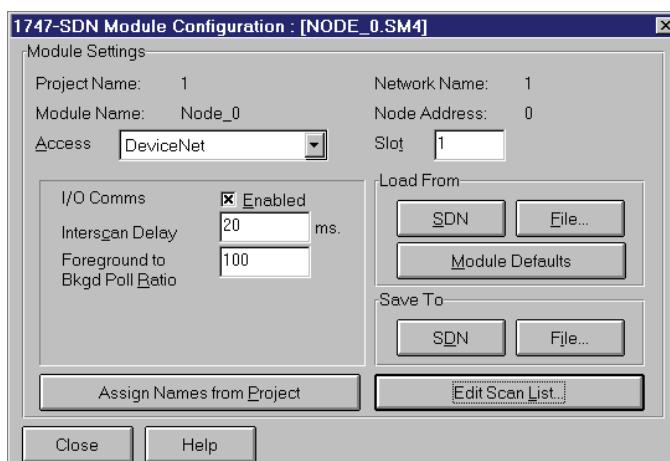 1747-SDN Module Configuration : [NODE_0.SM4]
Module Settings
Project Name: 1 Network Name: 1
Module Name: Node_0 Node Address: 0
Access DeviceNet Slot 1
I/O Comms Enabled
Interscan Delay 20 ms.
Foreground to
Bkgd Poll Ratio 100
Load From
SDN File...
Module Defaults
Save To
SDN File...
Assign Names from Project Edit Scan List...
Close Help